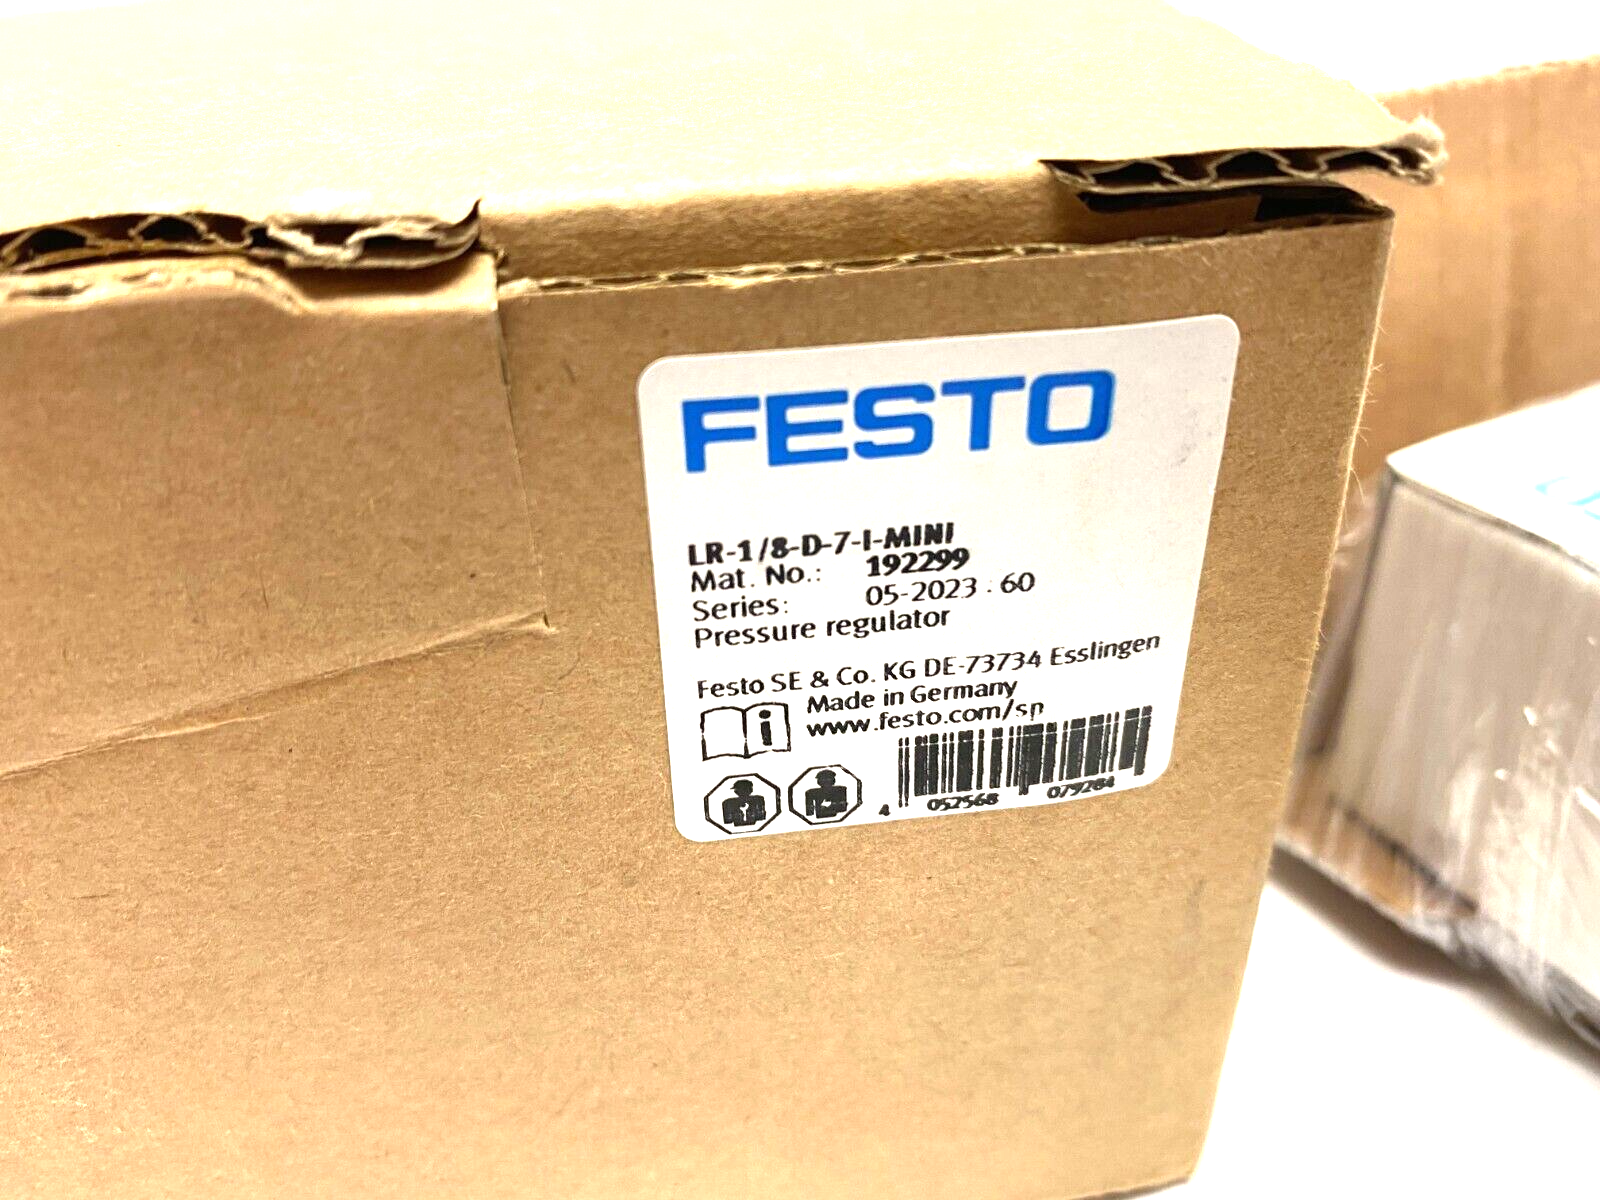 FESTO
LR-1/8-D-7-I-MINI
Mat. No.: 192299
Series: 05-2023 . 60
Pressure regulator
Festo SE & Co. KG DE-73734 Esslingen
Made in Germany
www.festo.com/sp
4 052568 079284